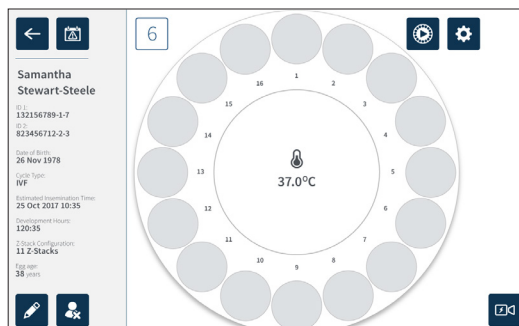 6
Samantha
Stewart-Steele
ID 1:
132156789-1-7
ID 2:
823456712-2-3
Date of Birth:
26 Nov 1978
Cycle Type:
IVF
Estimated Insemination Time:
25 Oct 2017 10:35
Development Hours:
120:35
Z-Stack Configuration:
11 Z-Stacks
Egg age:
38 years
1
2
3
4
5
6
7
8
9
10
11
12
13
14
15
16
37.0°C